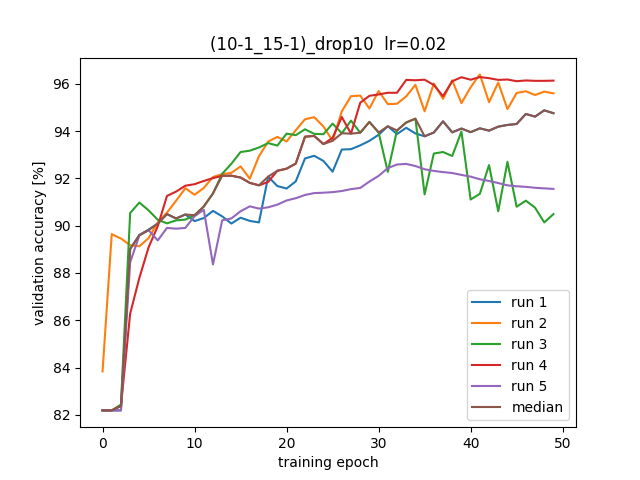 (10-1_15-1)_drop10  lr=0.02
validation accuracy [%]
96
94
92
90
88
86
84
82
0
10
20
30
40
50
training epoch
run 1
run 2
run 3
run 4
run 5
median